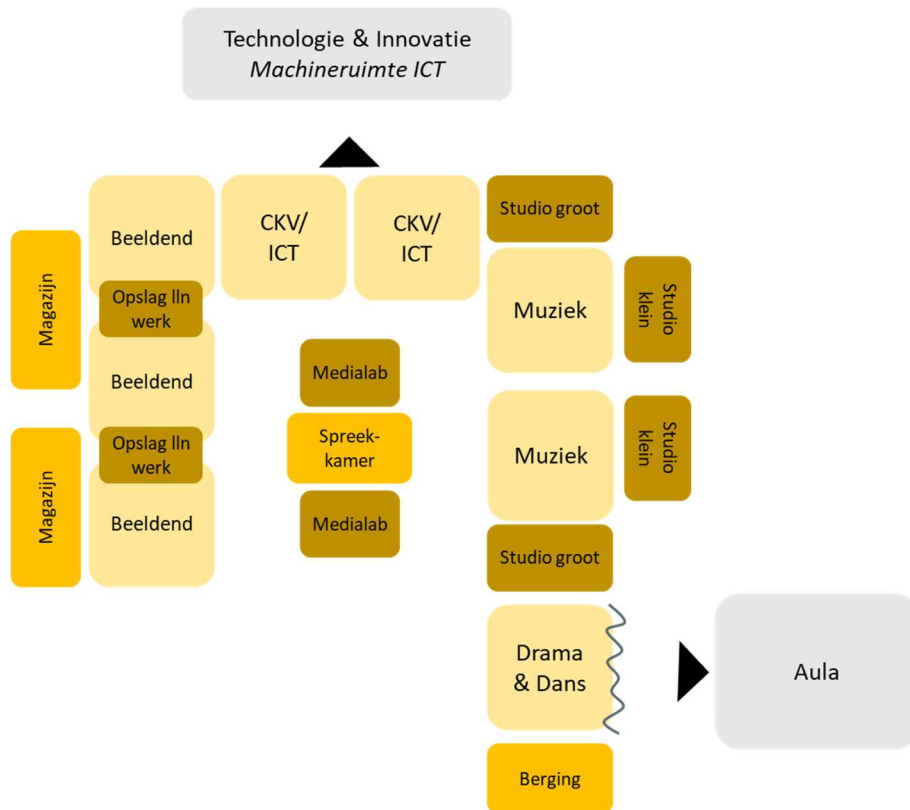 Technologie & Innovatie
Machineruimte ICT
Beeldend
CKV/
ICT
CKV/
ICT
Studio groot
Magazijn
Opslag lln
werk
Muziek
Studio
klein
Beeldend
Medialab
Magazijn
Opslag lln
werk
Spreek-
kamer
Muziek
Studio
klein
Beeldend
Medialab
Studio groot
Drama
& Dans
Aula
Berging